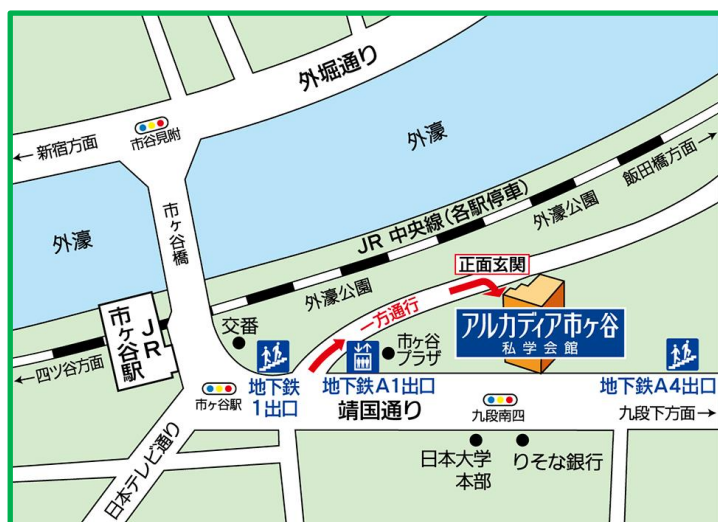 外堀通り
市谷見附
←新宿方面
外濠
飯田橋方面→
市ヶ谷橋
外濠
JR 中央線(各駅停車)
外濠公園
正面玄関
外濠公園
一方通行
アルカディア市ヶ谷
私学会館
JR
市ヶ谷駅
交番
市ヶ谷
プラザ
←四ツ谷方面
市ヶ谷駅
地下鉄
1出口
地下鉄A1出口
地下鉄A4出口
靖国通り
九段南四
九段下方面→
日本テレビ通り
日本大学
本部
りそな銀行